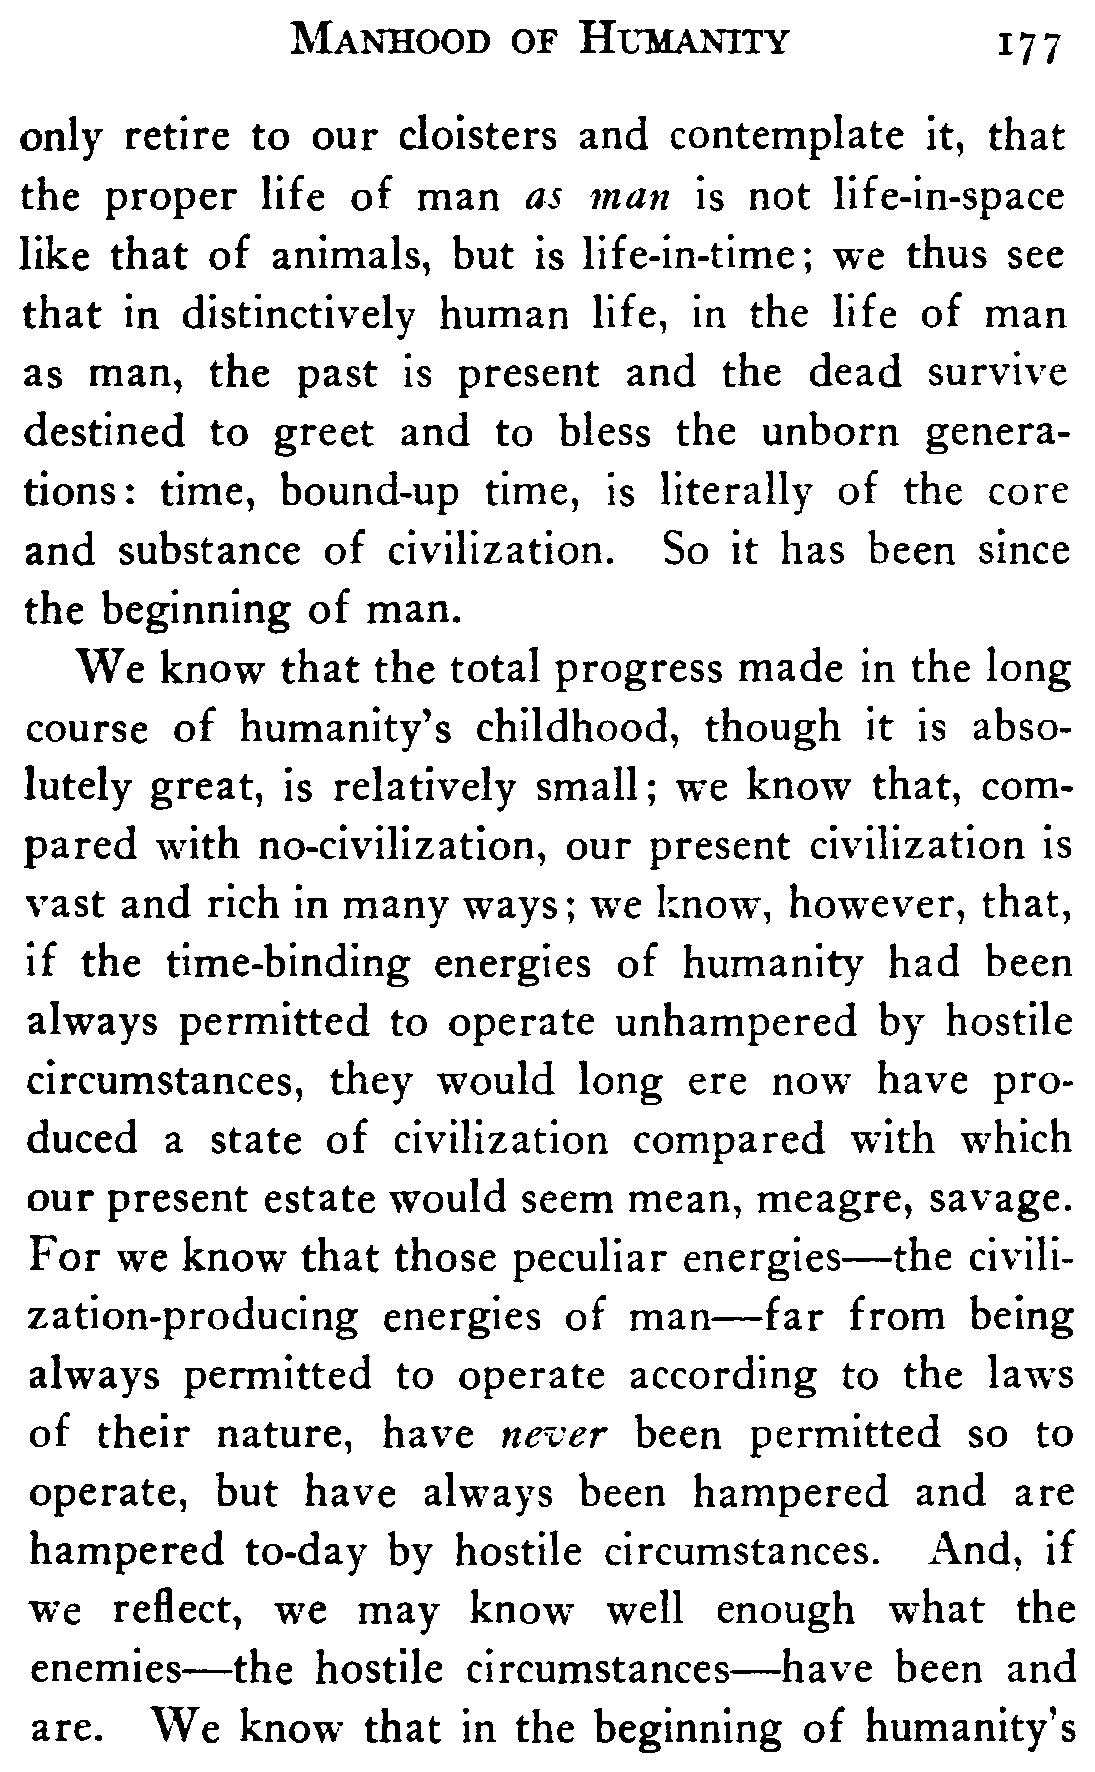 MANHOOD OF HUMANITY 177
only retire to our cloisters and contemplate it, that
the proper life of man as man is not life-in-space
like that of animals, but is life-in-time; we thus see
that in distinctively human life, in the life of man
as man, the past is present and the dead survive
destined to greet and to bless the unborn genera-
tions: time, bound-up time, is literally of the core
and substance of civilization. So it has been since
the beginning of man.
We know that the total progress made in the long
course of humanity's childhood, though it is abso-
lutely great, is relatively small; we know that, com-
pared with no-civilization, our present civilization is
vast and rich in many ways; we know, however, that,
if the time-binding energies of humanity had been
always permitted to operate unhampered by hostile
circumstances, they would long ere now have pro-
duced a state of civilization compared with which
our present estate would seem mean, meagre, savage.
For we know that those peculiar energies—the civili-
zation-producing energies of man—far from being
always permitted to operate according to the laws
of their nature, have never been permitted so to
operate, but have always been hampered and are
hampered to-day by hostile circumstances. And, if
we reflect, we may know well enough what the
enemies—the hostile circumstances—have been and
are. We know that in the beginning of humanity's